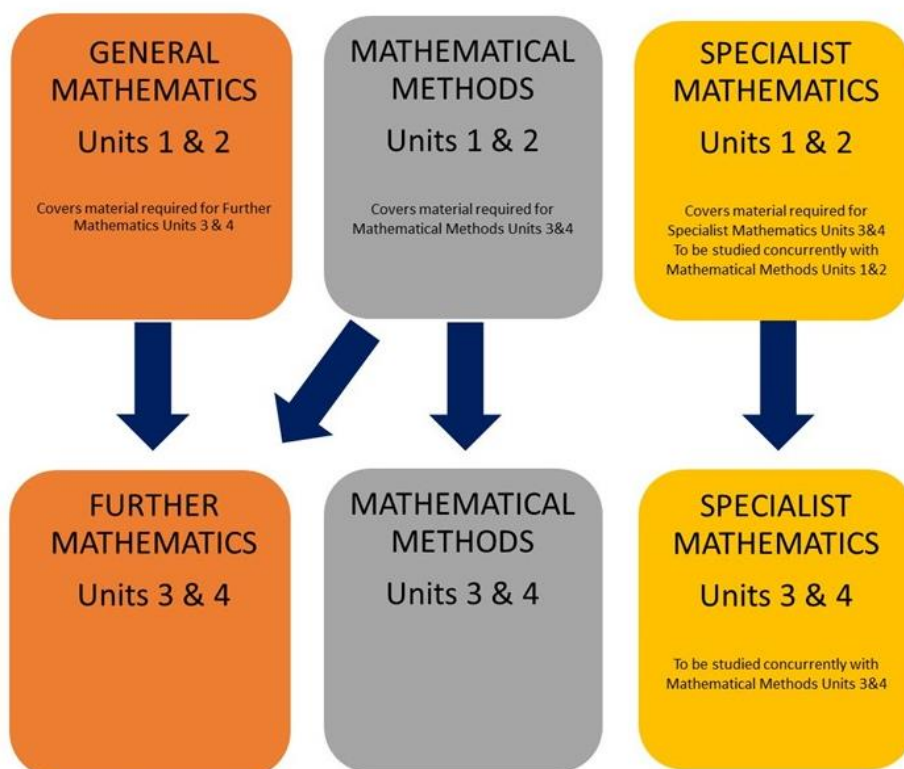 GENERAL
MATHEMATICS
Units 1 & 2
Covers material required for Further
Mathematics Units 3 & 4
MATHEMATICAL
METHODS
Units 1 & 2
Covers material required for
Mathematical Methods Units 3&4
SPECIALIST
MATHEMATICS
Units 1 & 2
Covers material required for
Specialist Mathematics Units 3&4
To be studied concurrently with
Mathematical Methods Units 1&2
FURTHER
MATHEMATICS
Units 3 & 4
MATHEMATICAL
METHODS
Units 3 & 4
SPECIALIST
MATHEMATICS
Units 3 & 4
To be studied concurrently with
Mathematical Methods Units 3&4